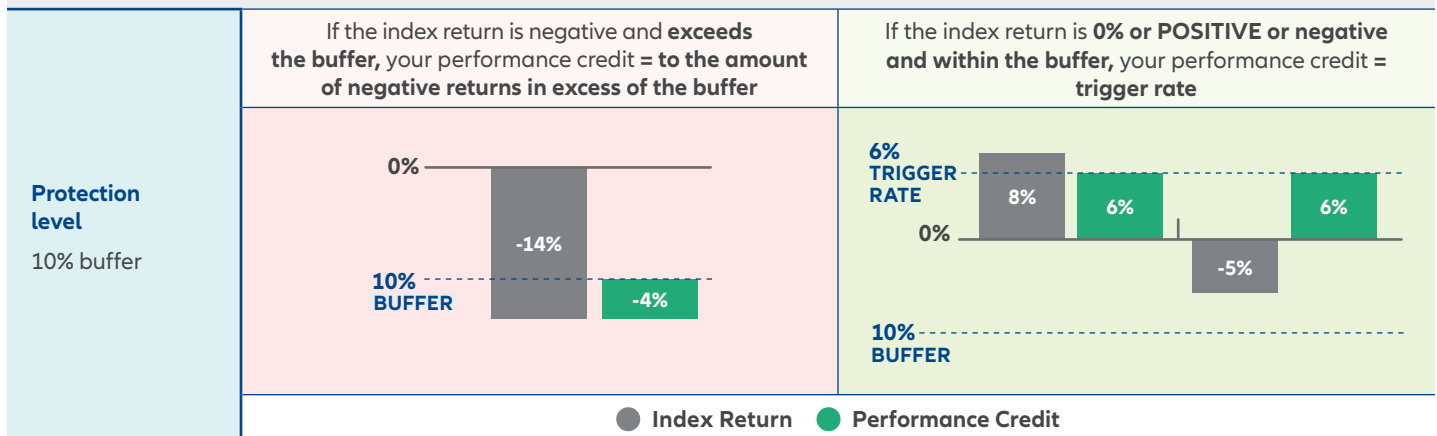 If the index return is negative and exceeds
the buffer, your performance credit = to the amount
of negative returns in excess of the buffer
If the index return is 0% or POSITIVE or negative
and within the buffer, your performance credit =
trigger rate
Protection
level
10% buffer
0%
-14%
10%
BUFFER
-4%
6%
TRIGGER
RATE
8%
6%
6%
0%
-5%
10%
BUFFER
Index Return
Performance Credit